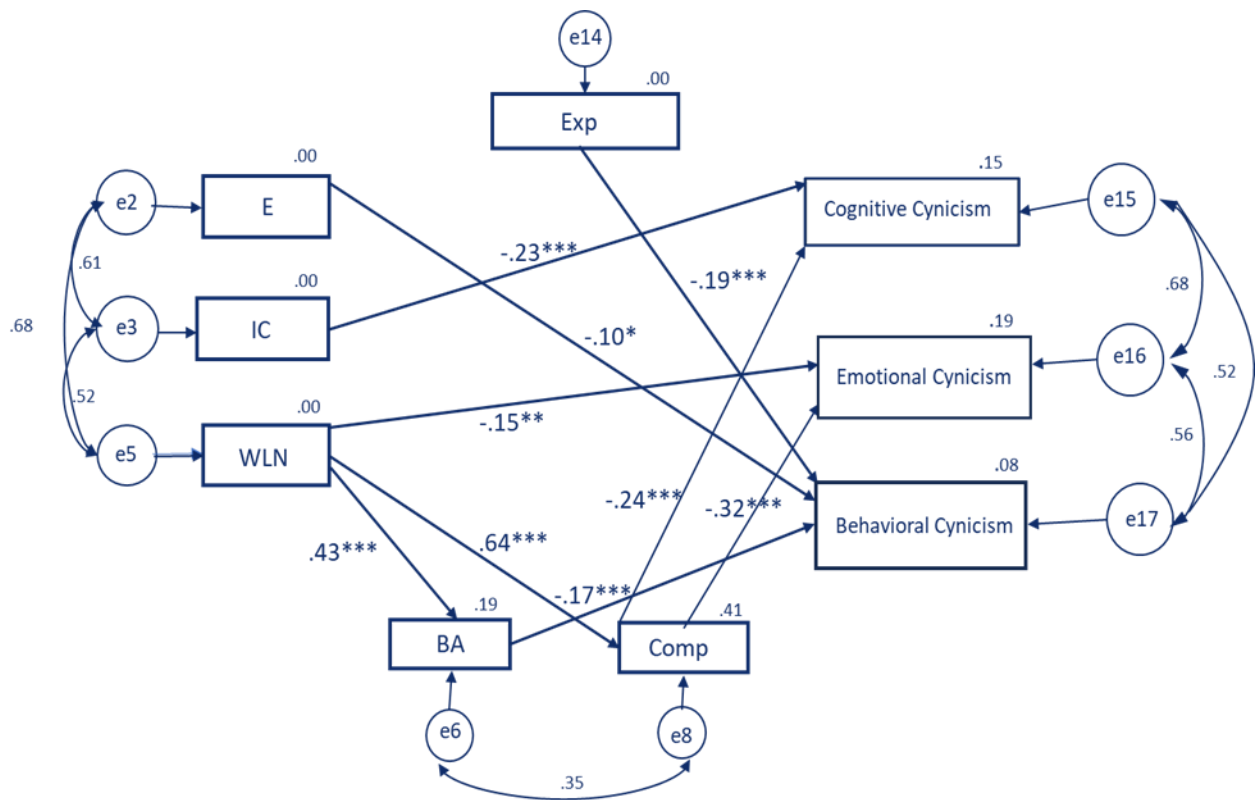 e14
.00
Exp
.00
.15
e2
E
Cognitive Cynicism
e15
.61
-.23***
.00
-.19***
.68
.68
e3
IC
-.10*
.19
e16
.52
Emotional Cynicism
.52
.00
-.15**
.56
e5
WLN
.08
-.24***
-.32***
Behavioral Cynicism
e17
.43***
.64***
-.17***
.19
.41
BA
Comp
e6
e8
.35